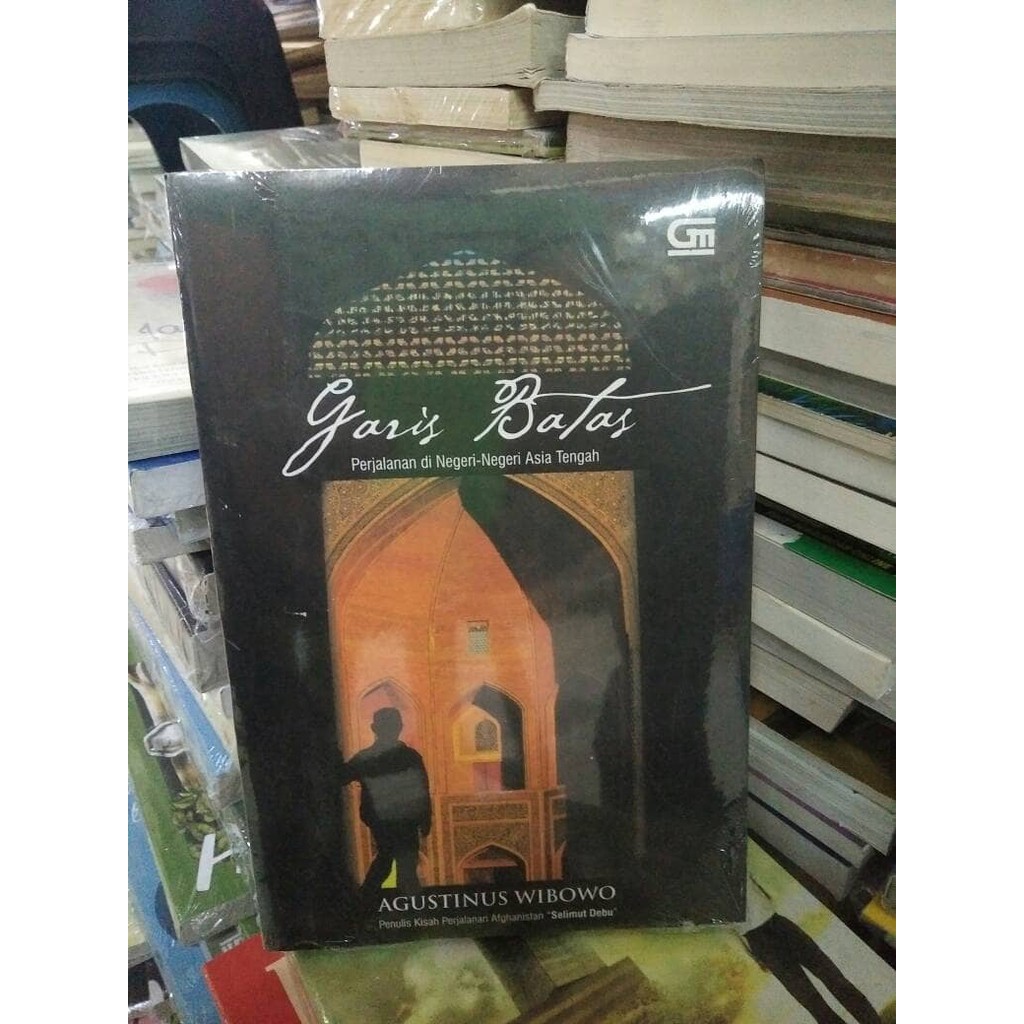 GM
Garis Batas
Perjalanan di Negeri-Negeri Asia Tengah
AGUSTINUS WIBOWO
Penulis Kisah Perjalanan Afghanistan "Selimut Debu"